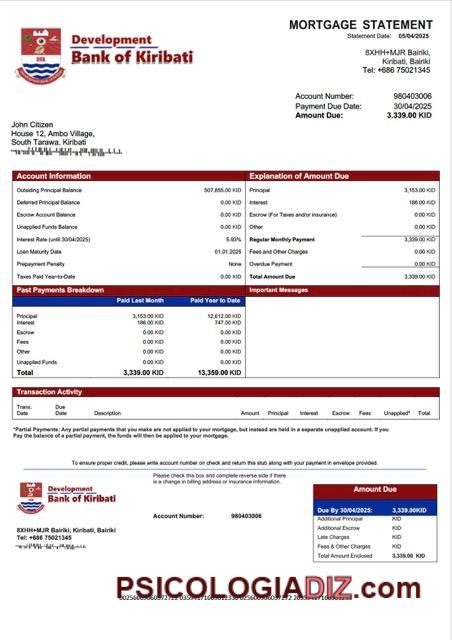 MORTGAGE STATEMENT
Statement Date: 05/04/2025
Development
Bank of Kiribati
8XHH+MJR Bairiki,
Kiribati, Bairiki
Tel: +686 75021345
Account Number: 980403006
Payment Due Date: 30/04/2025
Amount Due: 3.339.00 KID
John Citizen
House 12, Ambo Village,
South Tarawa, Kiribati
Account Information
Outsiding Principal Balance 507,855.00 KID
Deferred Principal Balance 0.00 KID
Escrow Account Balance 0.00 KID
Unapplied Funds Balance 0.00 KID
Interest Rate (until 30/04/2025) 5.93%
Loan Maturity Date 01.01.2025
Prepayment Penalty None
Taxes Paid Year-to-Date 0.00 KID
Explanation of Amount Due
Principal 3,153.00 KID
Interest 186.00 KID
Escrow (For Taxes and/or insurance) 0.00 KID
Other 0.00 KID
Regular Monthly Payment 3,339.00 KID
Fees and Other Charges 0.00 KID
Overdue Payment 0.00 KID
Total Amount Due 3,339.00 KID
Past Payments Breakdown
Paid Last Month Paid Year to Date
Principal 3,153.00 KID 12,612.00 KID
Interest 186.00 KID 747.00 KID
Escrow 0.00 KID 0.00 KID
Fees 0.00 KID 0.00 KID
Other 0.00 KID 0.00 KID
Unapplied Funds 0.00 KID 0.00 KID
Total 3,339.00 KID 13,359.00 KID
Important Messages
Transaction Activity
Trans. Date Due Date Description Amount Principal Interest Escrow Fees Unapplied* Total
*Partial Payments: Any partial payments that you make are not applied to your mortgage, but instead are held in a separate unapplied account. If you
Pay the balance of a partial payment, the funds will then be applied to your mortgage.
To ensure proper credit, please write account number on check and return this stub along with your payment in envelope provided.
Please check this box and complete reverse side if there
is a change in billing address or insurance information.
Development
Bank of Kiribati
Account Number: 980403006
8XHH+MJR Bairiki, Kiribati, Bairiki
Tel: +686 75021345
Amount Due
Due By 30/04/2025: 3,339.00KID
Additional Principal KID
Additional Escrow KID
Late Charges KID
Fees & Other Charges KID
Total Amount Enclosed 3,339.00 KID
PSICOLOGIADIZ.com